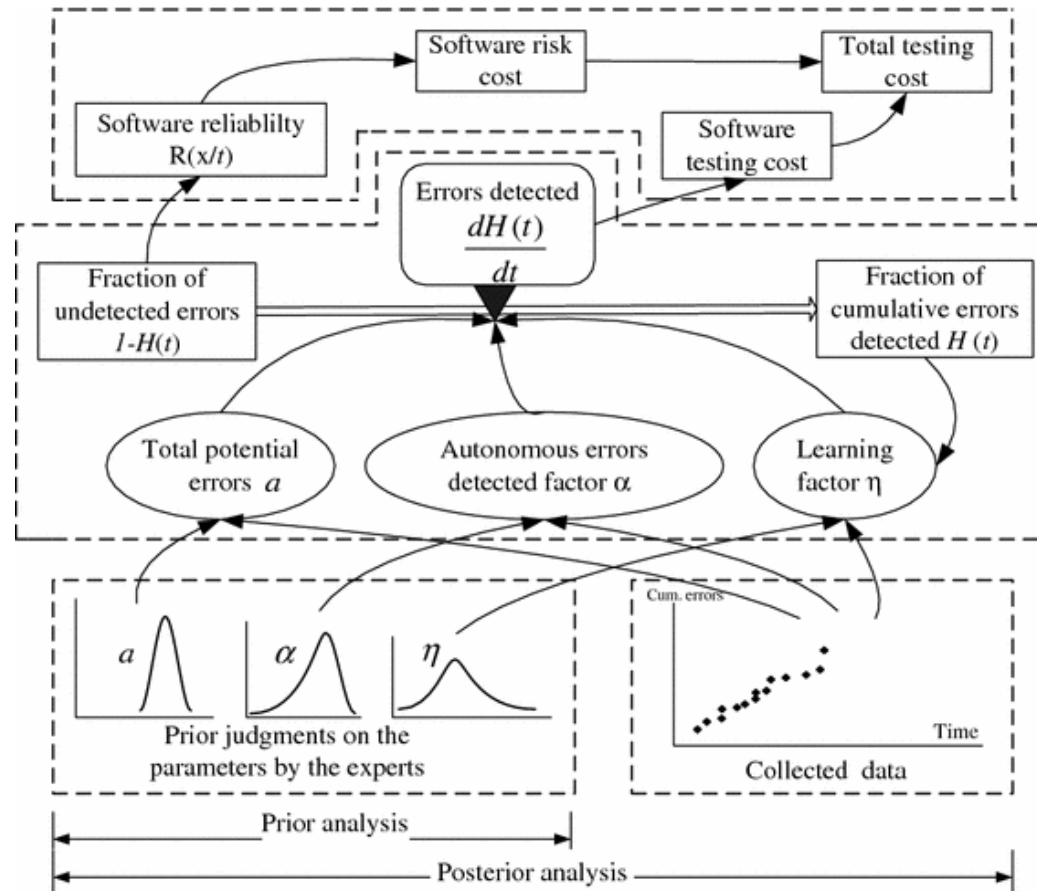 Software risk
cost
Total testing
cost
Software reliablilty
R(x/t)
Software
testing cost
Errors detected
dH(t)
dt
Fraction of
undetected errors
1-H(t)
Fraction of
cumulative errors
detected H (t)
Total potential
errors a
Autonomous errors
detected factor α
Learning
factor η
a
α
η
Prior judgments on the
parameters by the experts
Cum. errors
Time
Collected data
Prior analysis
Posterior analysis